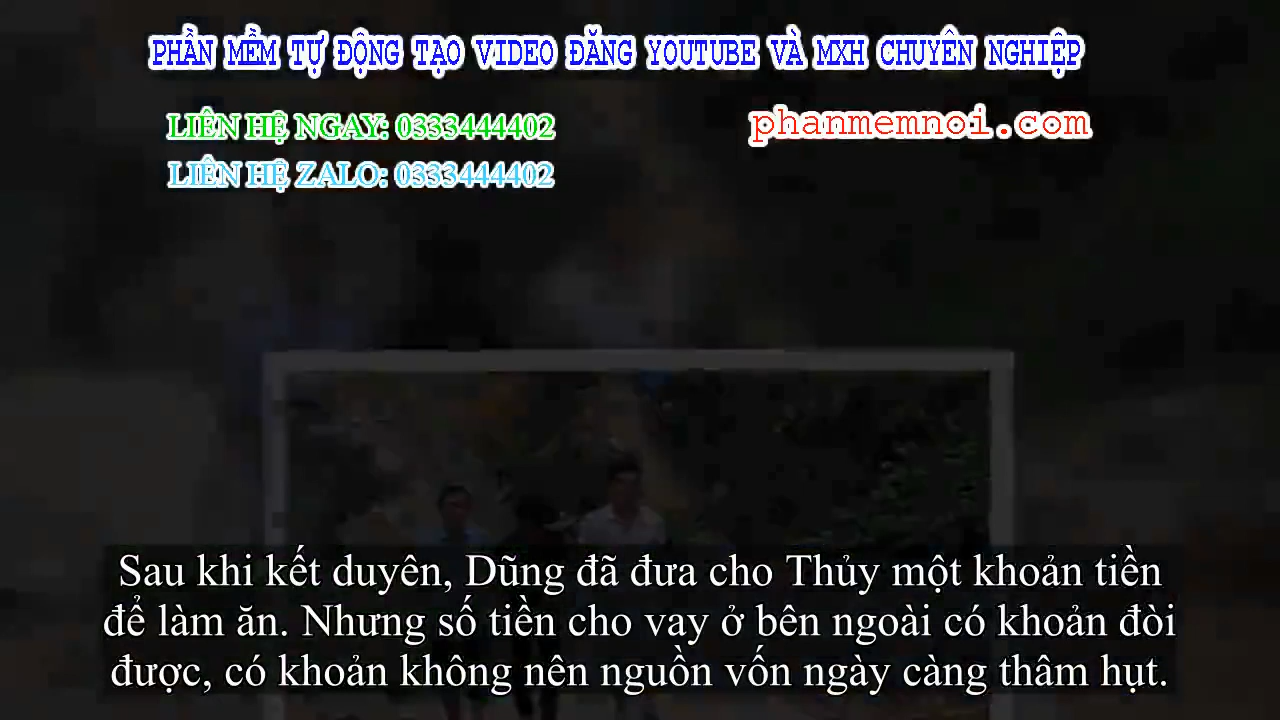 PHẦN MỀM TỰ ĐỘNG TẠO VIDEO ĐĂNG YOUTUBE VÀ MXH CHUYÊN NGHIỆP
LIÊN HỆ NGAY: 0333444402
phanmemnoi.com
LIÊN HỆ ZALO: 0333444402
Sau khi kết duyên, Dũng đã đưa cho Thủy một khoản tiền
để làm ăn. Nhưng số tiền cho vay ở bên ngoài có khoản đòi
được, có khoản không nên nguồn vốn ngày càng thâm hụt.